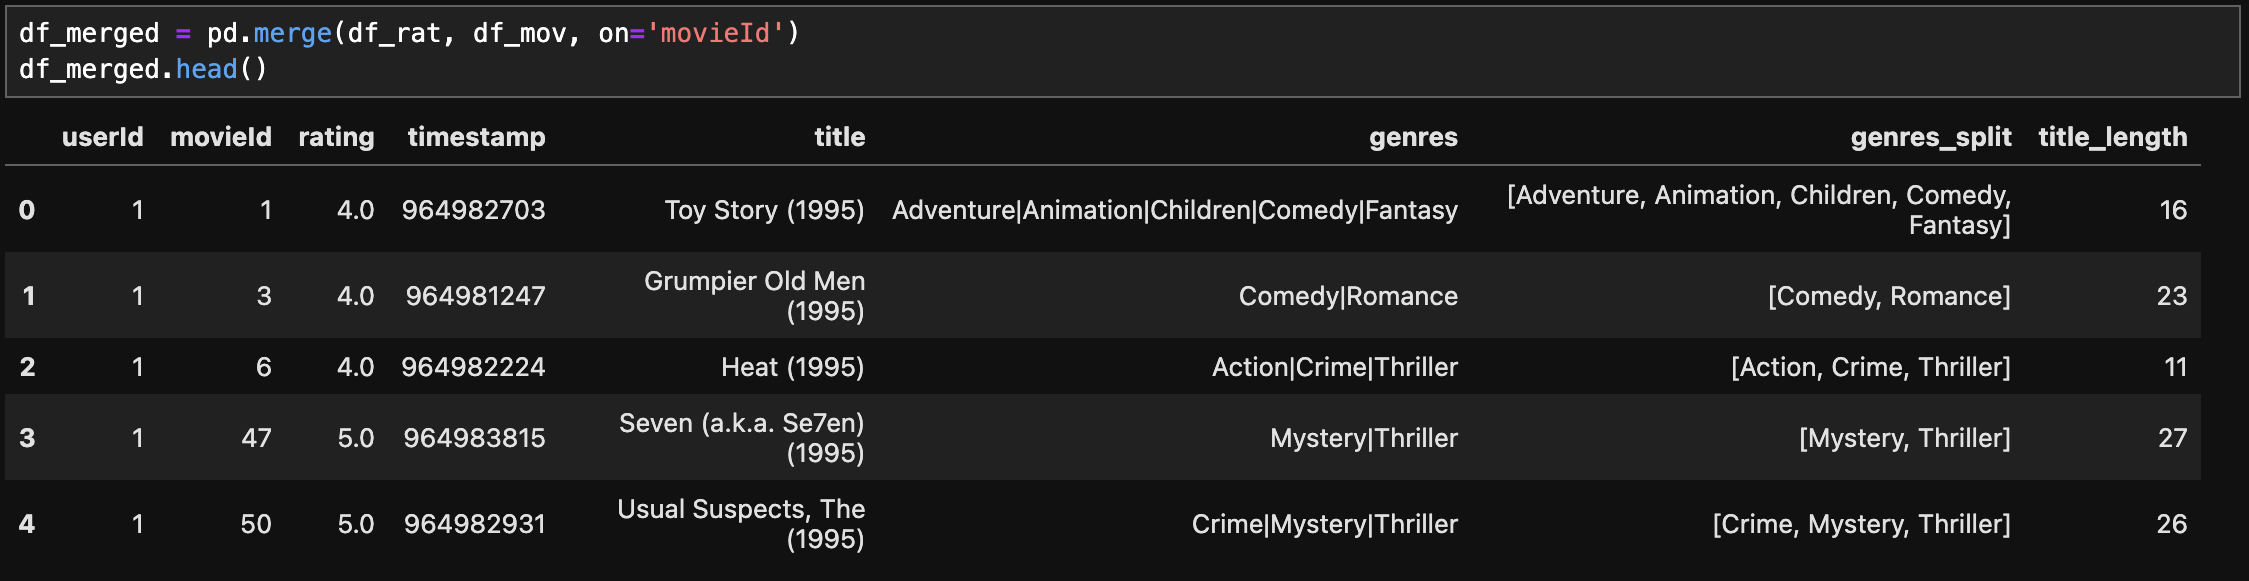 df_merged = pd.merge(df_rat, df_mov, on='movieId')
df_merged.head()
userId movieId rating timestamp title genres genres_split title_length
0 1 1 4.0 964982703 Toy Story (1995) Adventure|Animation|Children|Comedy|Fantasy [Adventure, Animation, Children, Comedy,
Fantasy] 16
1 1 3 4.0 964981247 Grumpier Old Men
(1995) Comedy|Romance [Comedy, Romance] 23
2 1 6 4.0 964982224 Heat (1995) Action|Crime|Thriller [Action, Crime, Thriller] 11
3 1 47 5.0 964983815 Seven (a.k.a. Se7en)
(1995) Mystery|Thriller [Mystery, Thriller] 27
4 1 50 5.0 964982931 Usual Suspects, The
(1995) Crime|Mystery|Thriller [Crime, Mystery, Thriller] 26